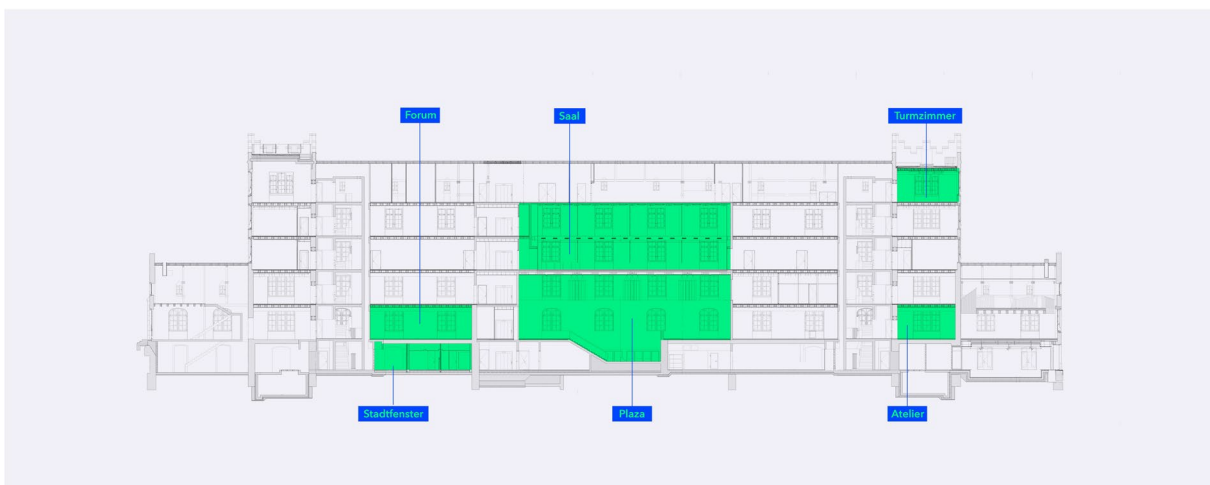 Forum
Saal
Turmzimmer
Stadtfenster
Plaza
Atelier